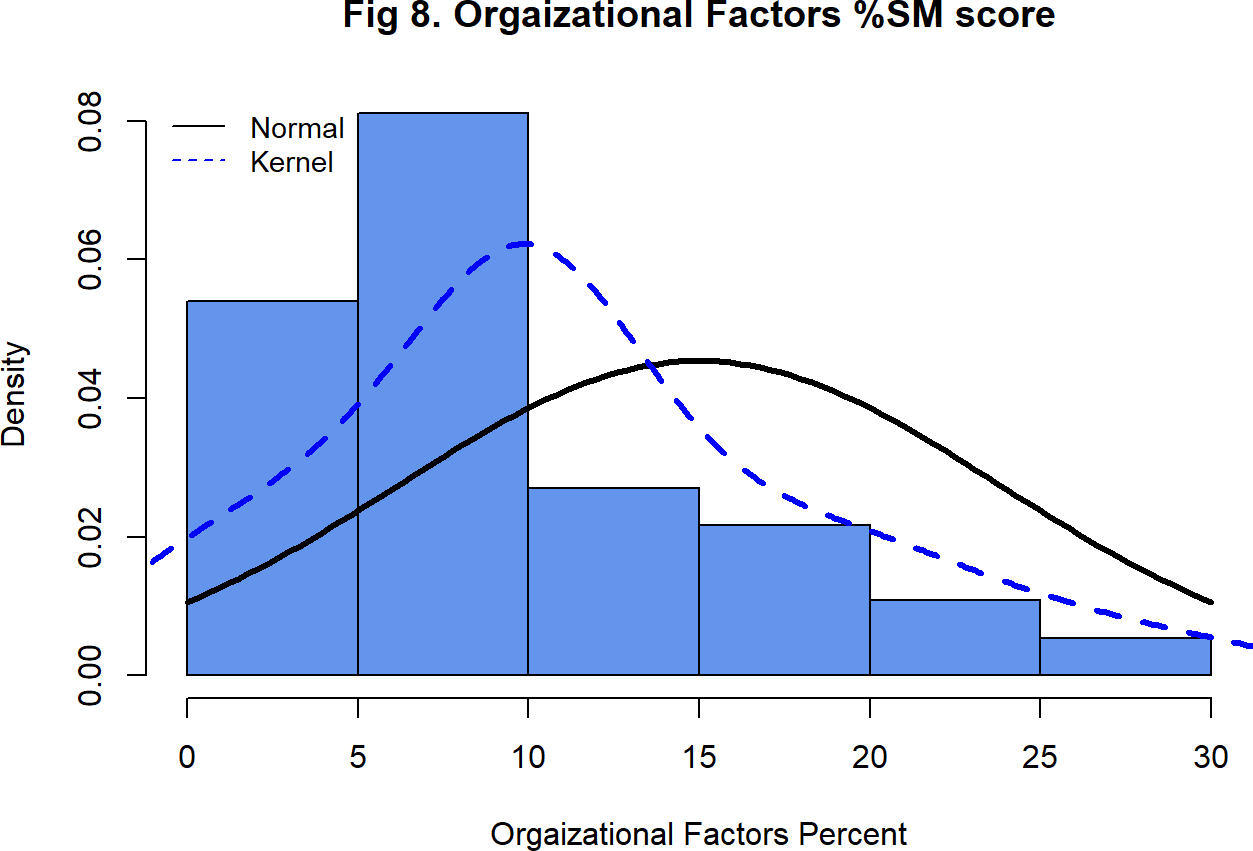 Fig 8. Orgaizational Factors %SM score
Normal
Kernel
Density
0.00
0.02
0.04
0.06
0.08
0
5
10
15
20
25
30
Orgaizational Factors Percent